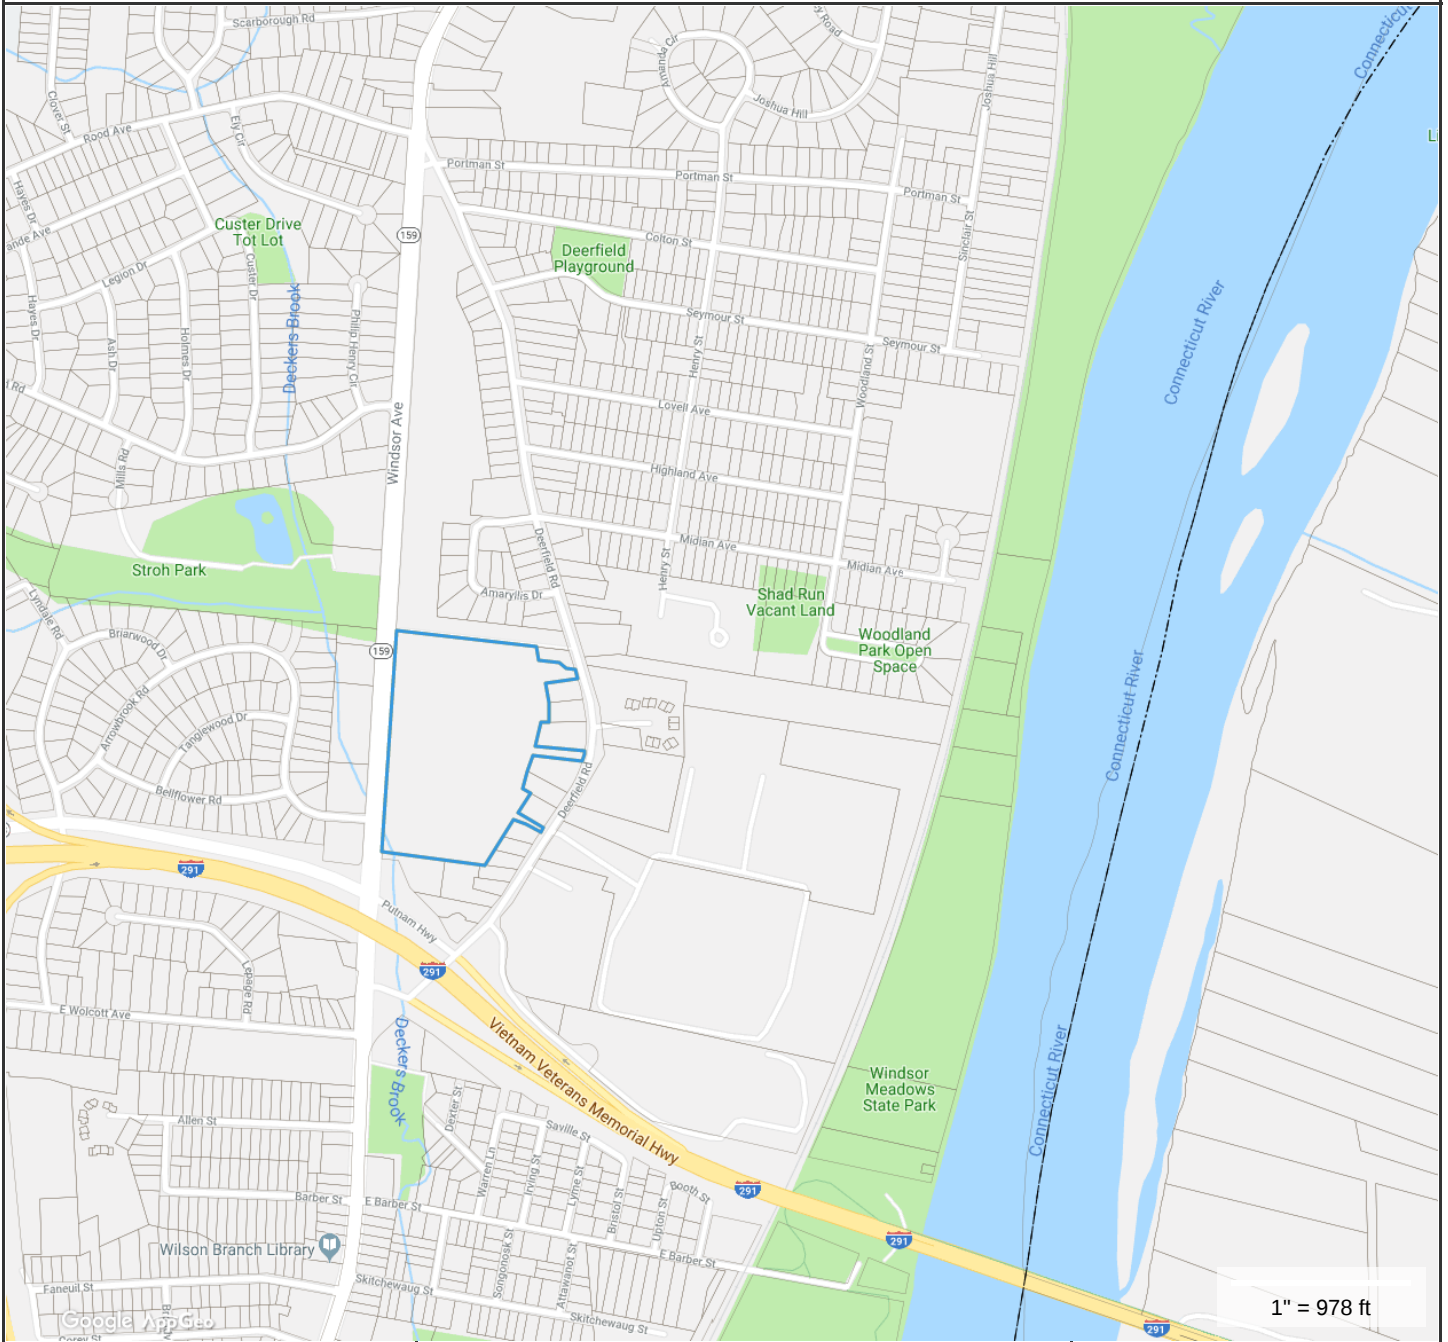 Scarborough Rd
Connecticut
Amanda Cir
Joshua Hill
Joshua Hill
Clover St
Rood Ave
Ely Cir
Portman St
Portman St
Portman St
Hayes Dr
Custer Drive
Tot Lot
159
Colton St
Sinclair St
Deerfield
Playground
Legion Dr
Custer Dr
Hayes Dr
Ash Dr
Holmes Dr
Deckers Brook
Philip Henry Cir
Seymour St
Seymour St
Henry St
Woodland St
Connecticut River
Lovell Ave
Windsor Ave
Mills Rd
Highland Ave
Deerfield Rd
Midian Ave
Midian Ave
Henry St
Stroh Park
Amaryllis Dr
Shad Run
Vacant Land
Lyndale Rd
Briarwood Dr
159
Woodland
Park Open
Space
Arrowbrook Rd
Tanglewood Dr
Connecticut River
Bellflower Rd
Deerfield Rd
291
Putnam Hwy
291
Lepage Rd
E Wolcott Ave
Deckers Brook
Vietnam Veterans Memorial Hwy
Connecticut River
Windsor
Meadows
State Park
Allen St
Dexter St
Saville St
Warren Ln
Irving St
Lyme St
Bristol St
Upton St
Booth St
291
Barber St
E Barber St
291
Wilson Branch Library
Songonosk St
Attawanot St
E Barber St
Faneuil St
Skitchewaug St
Skitchewaug St
Google AppGeo
1" = 978 ft
291